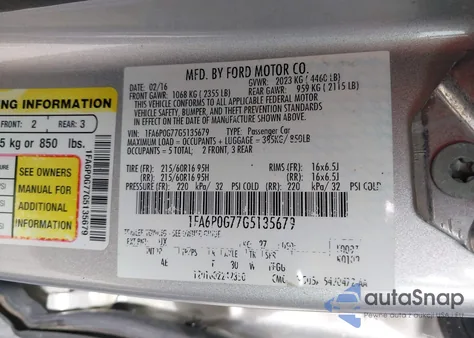 MFD. BY FORD MOTOR CO.
DATE: 02/16 GVWR: 2023 KG ( 4460 LB)
FRONT GAWR: 1068 KG ( 2355 LB) REAR GAWR: 959 KG ( 2115 LB)
THIS VEHICLE CONFORMS TO ALL APPLICABLE FEDERAL MOTOR
VEHICLE SAFETY, BUMPER, AND THEFT PREVENTION STANDARDS
IN EFFECT ON THE DATE OF MANUFACTURE SHOWN ABOVE.
VIN: 1FA6P0G77G5135679 TYPE: Passenger Car
MAXIMUM LOAD = OCCUPANTS + LUGGAGE = 385KG/ 850LB
OCCUPANTS: 5 TOTAL: 2 FRONT, 3 REAR
TIRE (FR): 215/60R16 95H RIMS (FR): 16x6.5J
(RR): 215/60R16 95H (RR): 16x6.5J
PRESSURE (FR): 220 kPa/ 32 PSI COLD (RR): 220 kPa/ 32 PSI COLD
1FA6P0G77G5135679
NG INFORMATION
FRONT: 2 REAR: 3
5 kg or 850 lbs.
SEE OWNERS
MANUAL FOR
ADDITIONAL
INFORMATION
1FA6P0G77G5135679
autoSnap